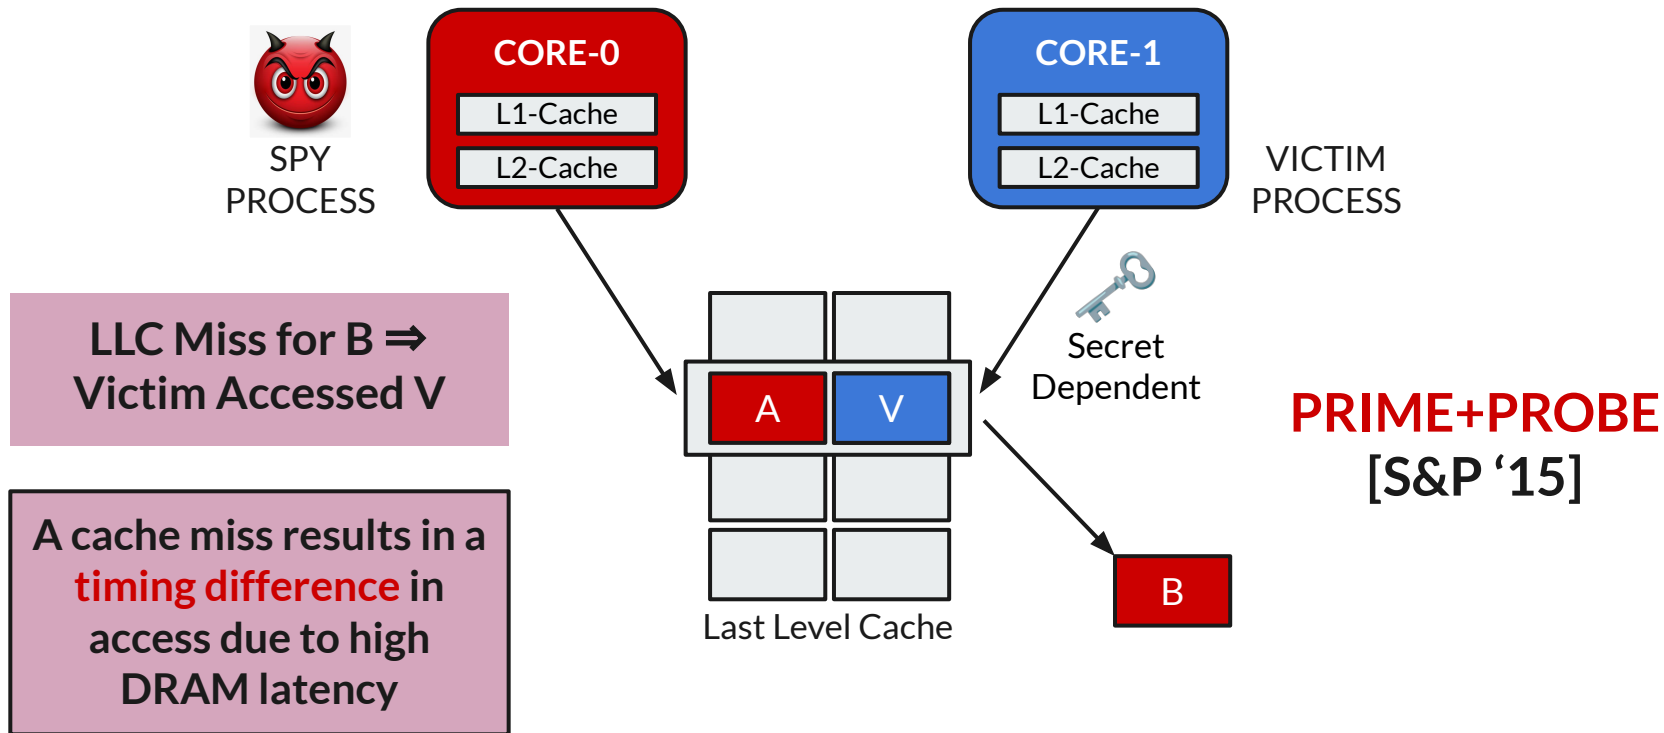 CORE-0
L1-Cache
L2-Cache
SPY
PROCESS
CORE-1
L1-Cache
L2-Cache
VICTIM
PROCESS
LLC Miss for B ⇒
Victim Accessed V
A cache miss results in a
timing difference in
access due to high
DRAM latency
A
V
Secret
Dependent
B
Last Level Cache
PRIME+PROBE
[S&P ‘15]